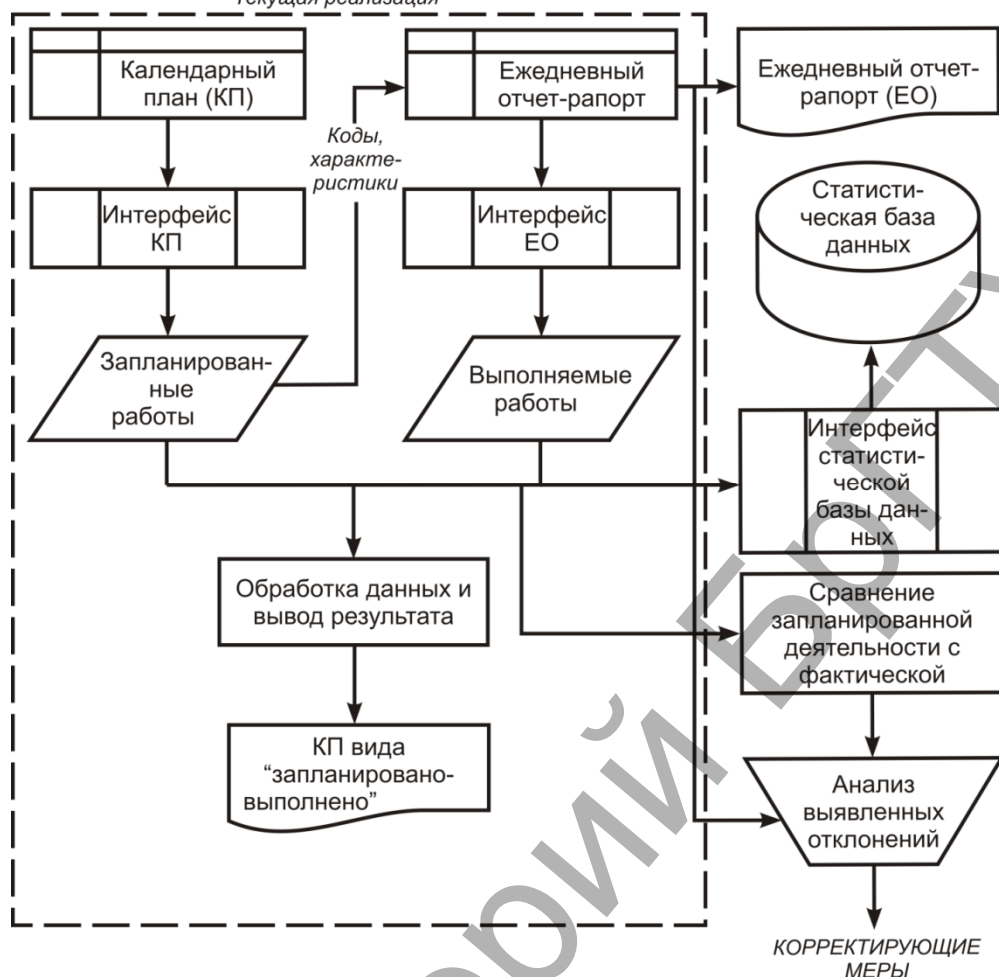 Текущая реализация
Календарный
план (КП)
Ежедневный
отчет-рапорт
Ежедневный отчет-
рапорт (ЕО)
Коды,
характе-
ристики
Интерфейс
КП
Интерфейс
ЕО
Статисти-
ческая база
данных
Запланирован-
ные
работы
Выполняемые
работы
Интерфейс
статисти-
ческой
базы дан-
ных
Обработка данных и
вывод результата
Сравнение
запланированной
деятельности с
фактической
КП вида
“запланировано-
выполнено”
Анализ
выявленных
отклонений
КОРРЕКТИРУЮЩИЕ
МЕРЫ